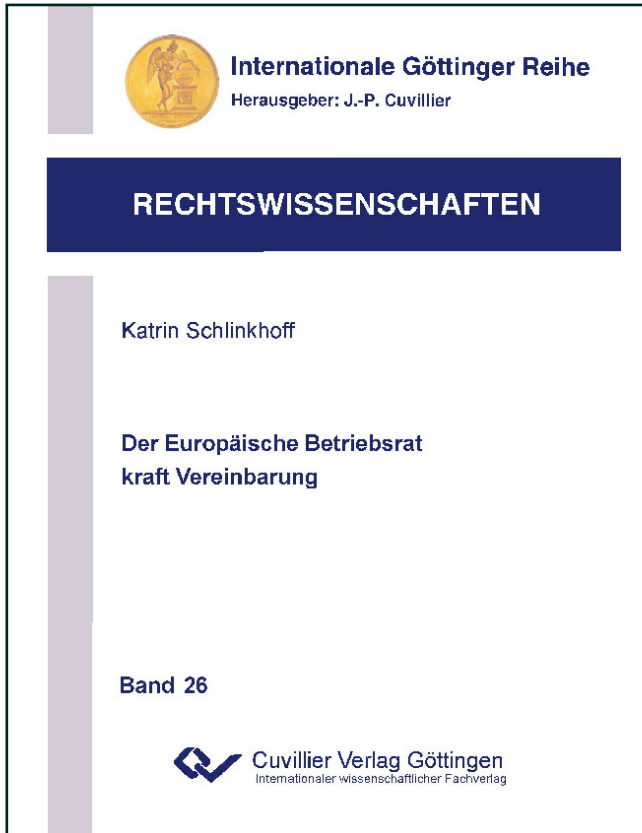 Internationale Göttinger Reihe
Herausgeber: J.-P. Cuvillier
RECHTSWISSENSCHAFTEN
Katrin Schlinkhoff
Der Europäische Betriebsrat
kraft Vereinbarung
Band 26
Cuvillier Verlag Göttingen
Internationaler wissenschaftlicher Fachverlag